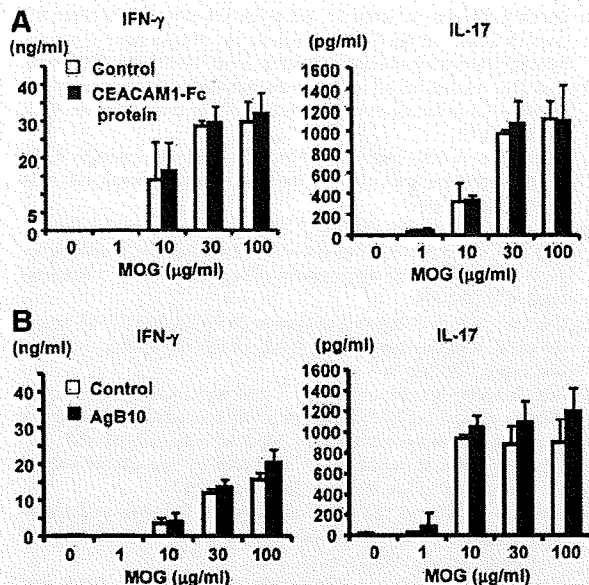 A
IFN-γ
(ng/ml)
40
30
20
10
5
0
Control
CEACAM1-Fc
protein
0 1 10 30 100
MOG (μg/ml)
IL-17
(pg/ml)
1600
1400
1200
1000
800
600
400
200
0
0 1 10 30 100
MOG (μg/ml)
B
IFN-γ
(ng/ml)
40
30
20
10
0
Control
AgB10
0 1 10 30 100
MOG (μg/ml)
IL-17
(pg/ml)
1600
1400
1200
1000
800
600
400
200
0
0 1 10 30 100
MOG (μg/ml)